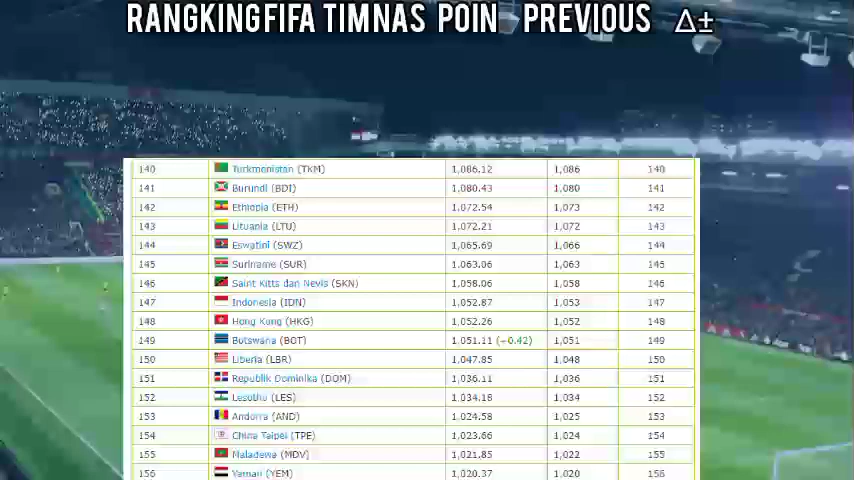 RANGKINGFIFA TIMNAS POIN PREVIOUS Δ±
140 Turkmenistan (TKM) 1,086.12 1,086 140
141 Burundi (BDI) 1,080.43 1,080 141
142 Ethiopia (ETH) 1,072.54 1,073 142
143 Lituania (LTU) 1,072.21 1,072 143
144 Eswatini (SWZ) 1,065.69 1,066 144
145 Suriname (SUR) 1,063.06 1,063 145
146 Saint Kitts dan Nevis (SKN) 1,058.06 1,058 146
147 Indonesia (IDN) 1,052.87 1,053 147
148 Hong Kong (HKG) 1,052.26 1,052 148
149 Botswana (BOT) 1,051.11 (+0.42) 1,051 149
150 Liberia (LBR) 1,047.85 1,048 150
151 Republik Dominika (DOM) 1,036.11 1,036 151
152 Lesotho (LES) 1,034.18 1,034 152
153 Andorra (AND) 1,024.58 1,025 153
154 China Taipei (TPE) 1,023.66 1,024 154
155 Maladewa (MDV) 1,021.85 1,022 155
156 Yaman (YEM) 1,020.37 1,020 156